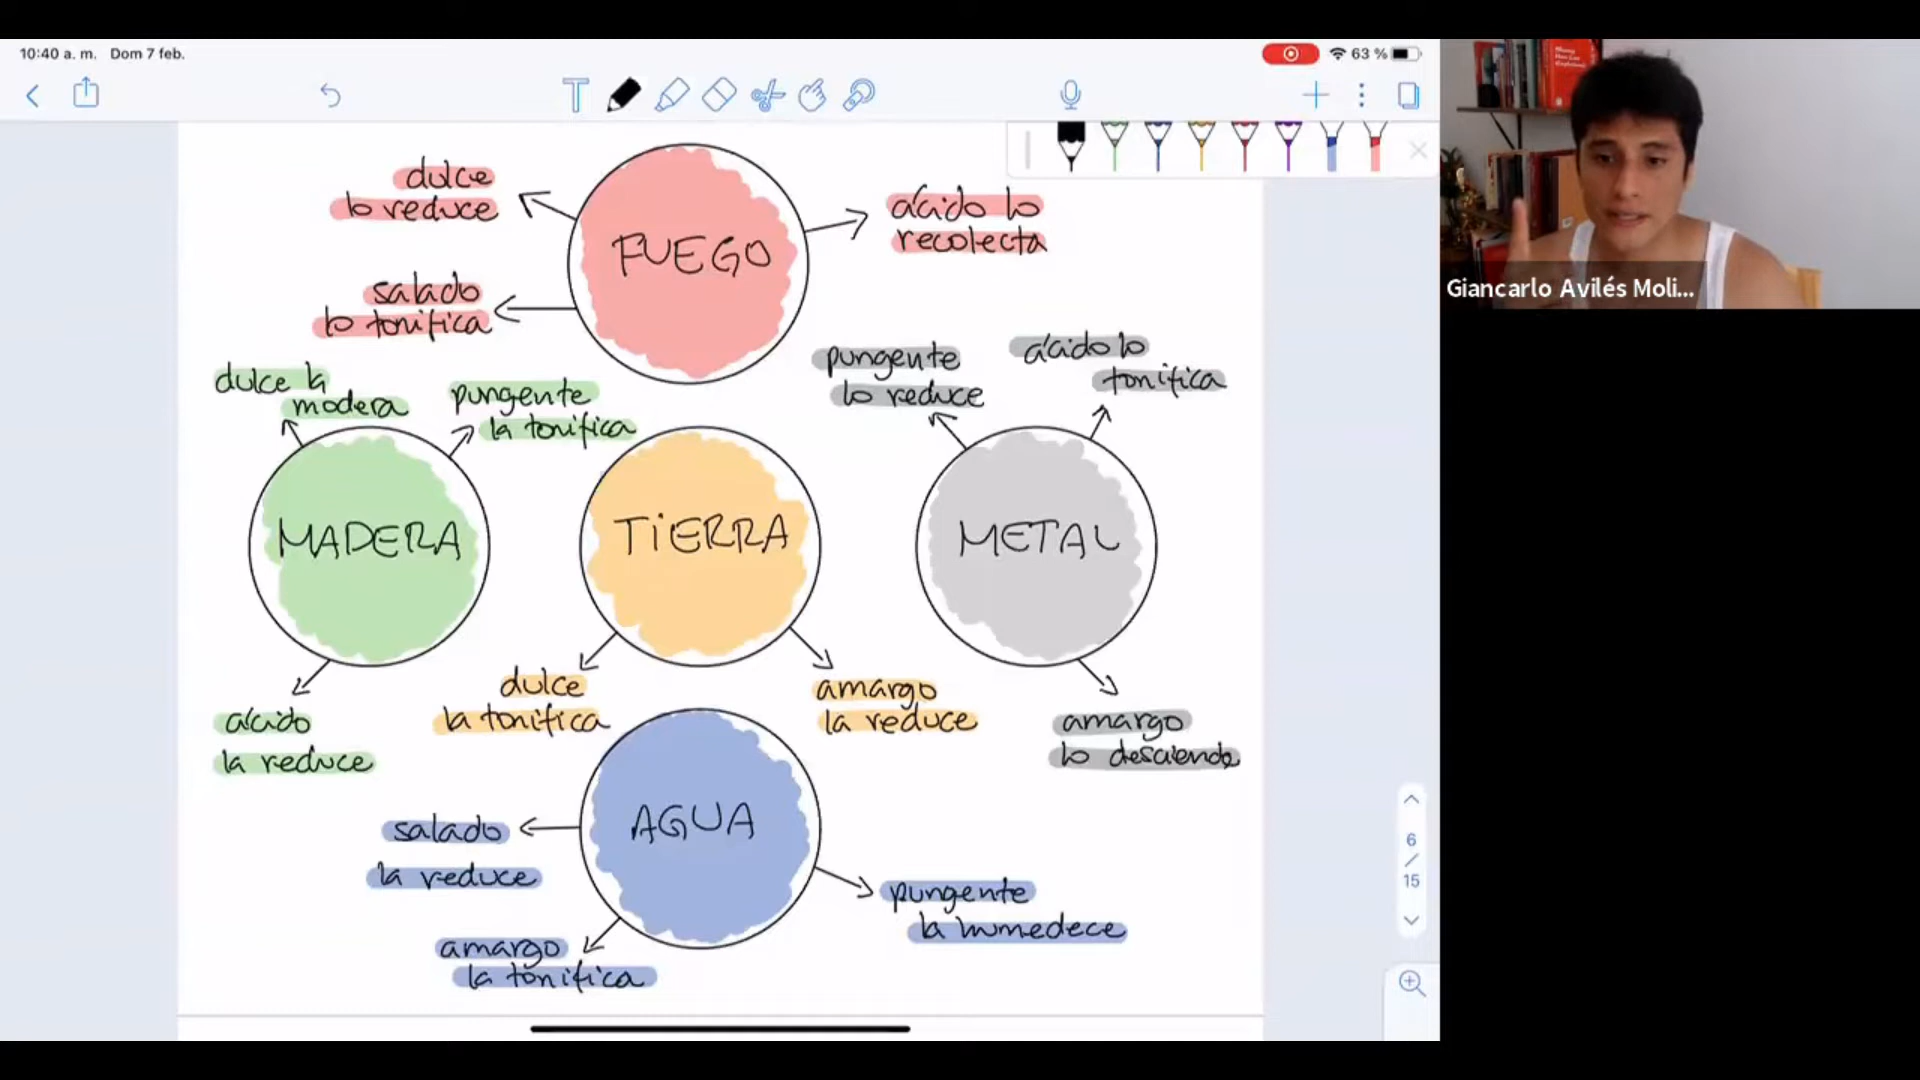 10:40 a. m. Dom 7 feb.
63 %
dulce
lo reduce
FUEGO
ácido lo
recolecta
salado
lo tonifica
Giancarlo Avilés Moli...
dulce la
modera
pungente
la tonifica
pungente
lo reduce
ácido lo
tonifica
MADERA
TiERRA
METAL
ácido
la reduce
dulce
la tonifica
amargo
la reduce
amargo
lo desciende
salado
la reduce
AGUA
pungente
la humedece
amargo
la tonifica
6
/
15